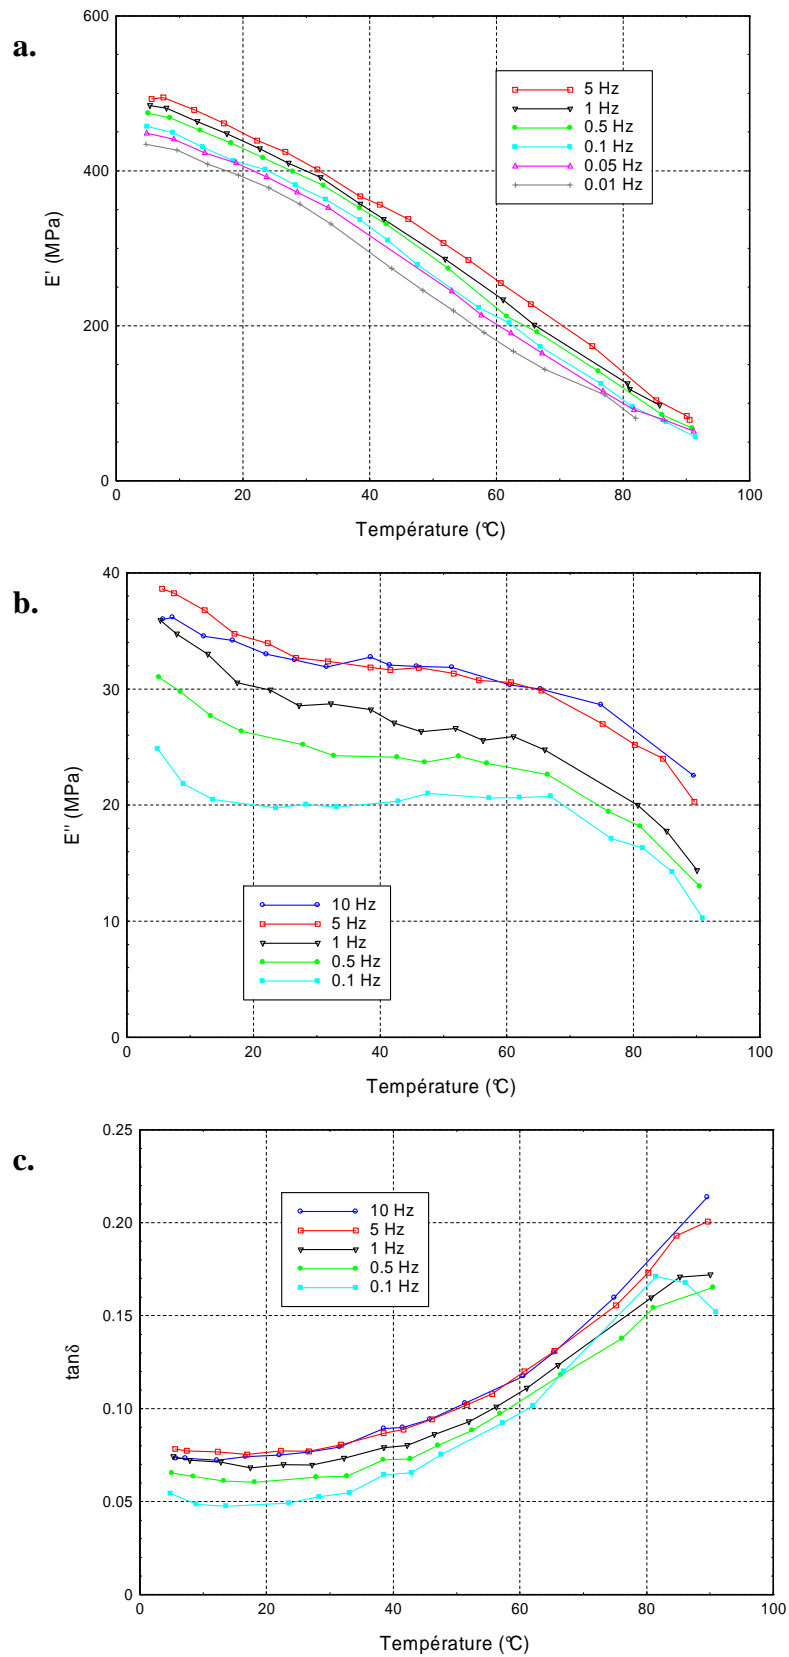 a.
600
400
200
0
E' (MPa)
5 Hz
1 Hz
0.5 Hz
0.1 Hz
0.05 Hz
0.01 Hz
0 20 40 60 80 100
Température (°C)
b.
40
30
20
10
0
E'' (MPa)
10 Hz
5 Hz
1 Hz
0.5 Hz
0.1 Hz
0 20 40 60 80 100
Température (°C)
c.
0.25
0.20
0.15
0.10
0.05
0
tanδ
10 Hz
5 Hz
1 Hz
0.5 Hz
0.1 Hz
0 20 40 60 80 100
Température (°C)